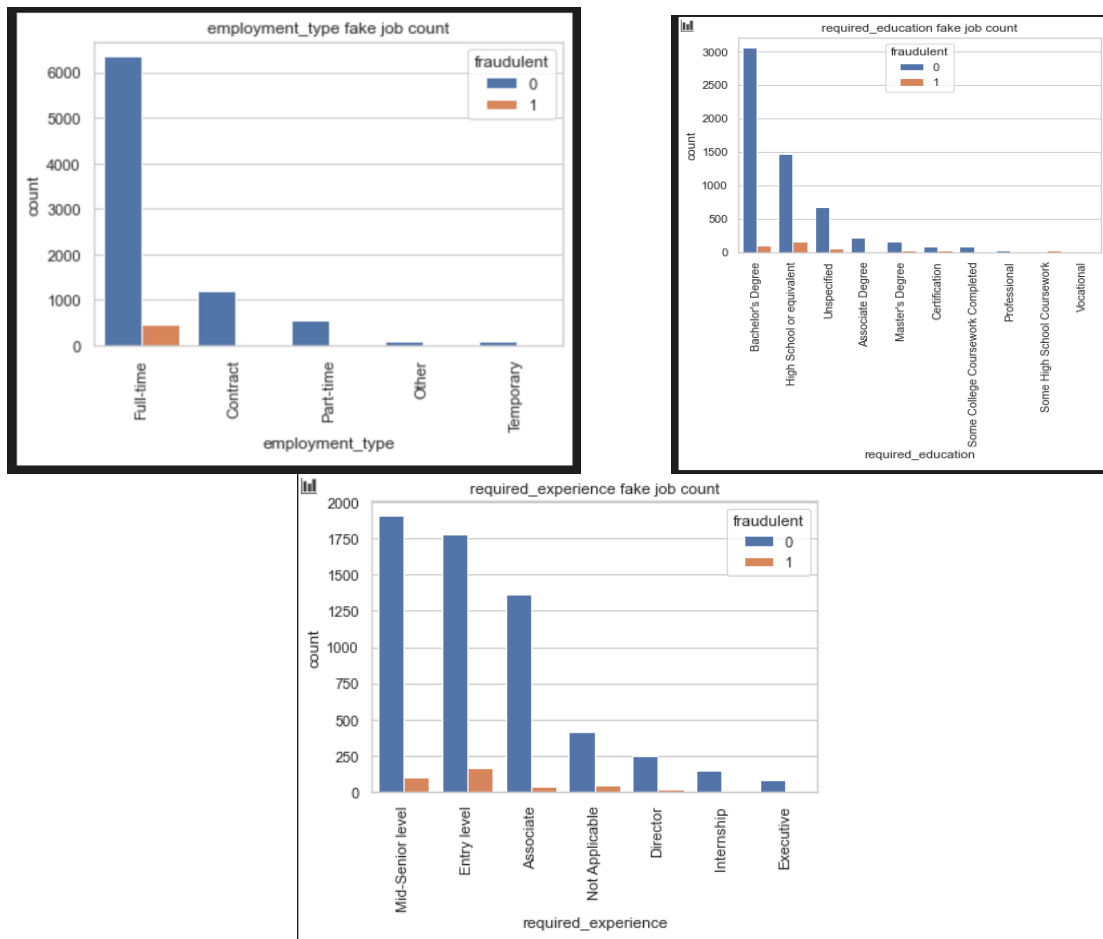 employment_type fake job count
fraudulent
0
1
6000
5000
4000
3000
2000
1000
0
count
Full-time
Contract
Part-time
Other
Temporary
employment_type
required_education fake job count
fraudulent
0
1
3000
2500
2000
1500
1000
500
0
count
Bachelor's Degree
High School or equivalent
Unspecified
Associate Degree
Master's Degree
Certification
Some College Coursework Completed
Professional
Some High School Coursework
Vocational
required_education
required_experience fake job count
fraudulent
0
1
2000
1750
1500
1250
1000
750
500
250
0
count
Mid-Senior level
Entry level
Associate
Not Applicable
Director
Internship
Executive
required_experience